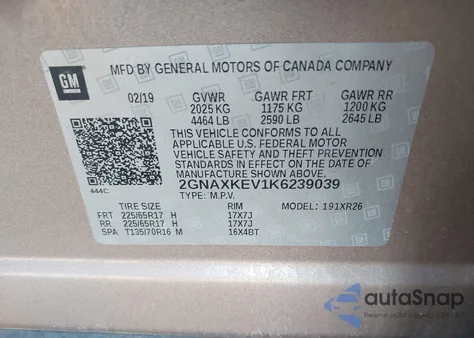 GM
MFD BY GENERAL MOTORS OF CANADA COMPANY
02/19 GVWR GAWR FRT GAWR RR
2025 KG 1175 KG 1200 KG
4464 LB 2590 LB 2645 LB
THIS VEHICLE CONFORMS TO ALL
APPLICABLE U.S. FEDERAL MOTOR
VEHICLE SAFETY AND THEFT PREVENTION
STANDARDS IN EFFECT ON THE DATE OF
MANUFACTURE SHOWN ABOVE.
444C 2GNAXKEV1K6239039
TYPE: M.P.V. MODEL: 191XR26
TIRE SIZE RIM
FRT 225/65R17 H 17X7J
RR 225/65R17 H 17X7J
SPA T135/70R16 M 16X4BT
autoSnap